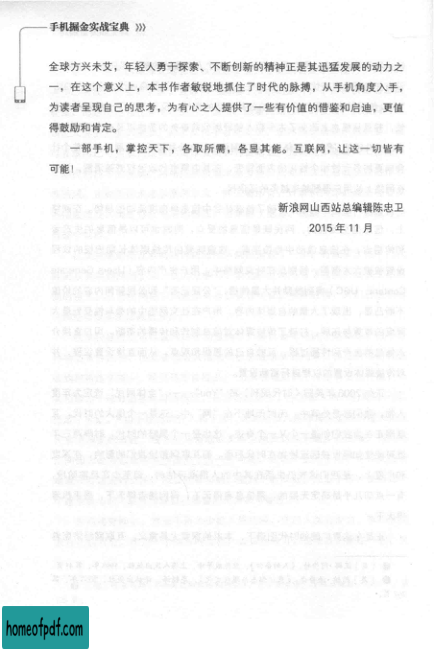 手机掘金实战宝典 》》》
全球方兴未艾，年轻人勇于探索、不断创新的精神正是其迅猛发展的动力之
一，在这个意义上，本书作者敏锐地抓住了时代的脉搏，从手机角度入手，
为读者呈现自己的思考，为有心之人提供了一些有价值的借鉴和启迪，更值
得鼓励和肯定。
一部手机，掌控天下，各取所需，各显其能。互联网，让这一切皆有
可能！
新浪网山西站总编辑陈忠卫
2015 年 11 月
homeofpdf.com